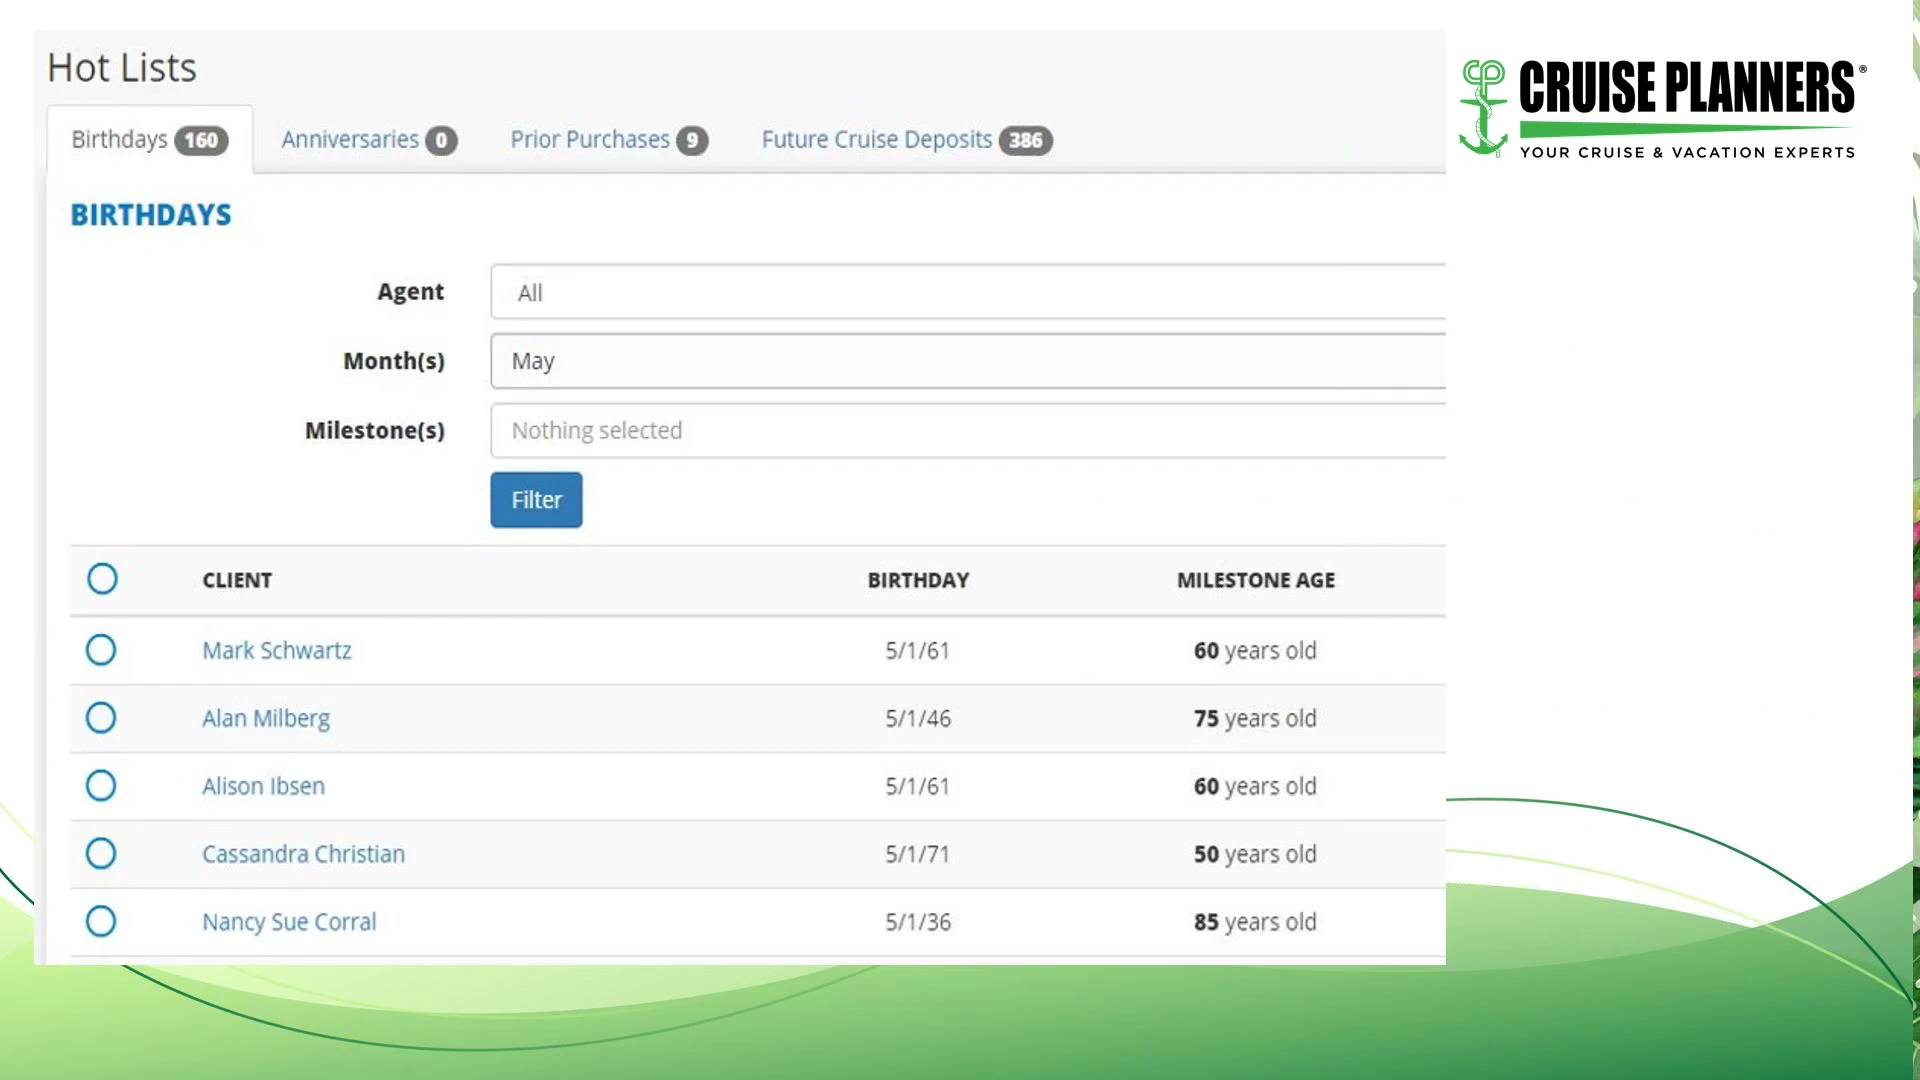 Hot Lists
CRUISE PLANNERS®
YOUR CRUISE & VACATION EXPERTS
Birthdays 160 Anniversaries 0 Prior Purchases 9 Future Cruise Deposits 386
BIRTHDAYS
Agent All
Month(s) May
Milestone(s) Nothing selected
Filter
CLIENT BIRTHDAY MILESTONE AGE
Mark Schwartz 5/1/61 60 years old
Alan Milberg 5/1/46 75 years old
Alison Ibsen 5/1/61 60 years old
Cassandra Christian 5/1/71 50 years old
Nancy Sue Corral 5/1/36 85 years old